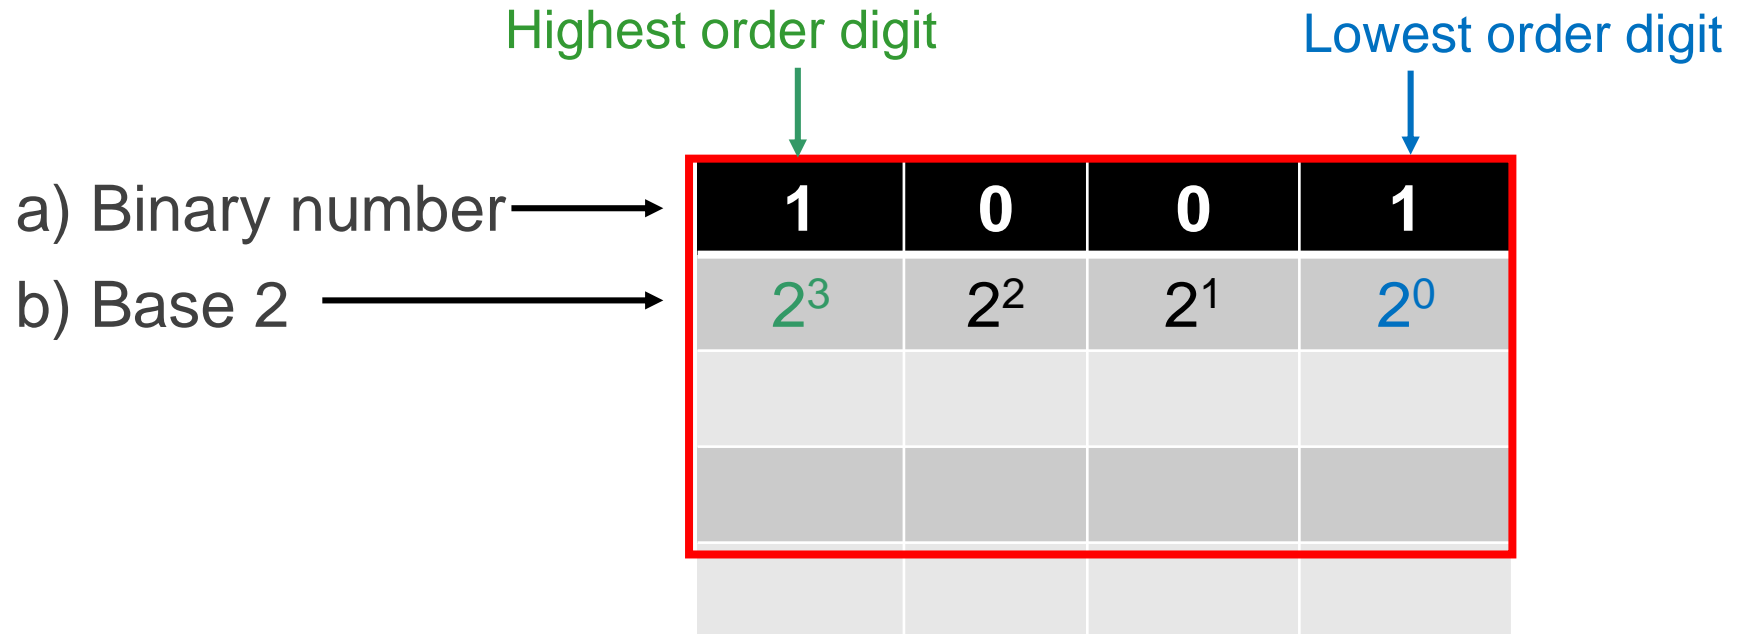 Highest order digit
Lowest order digit
a) Binary number
1 0 0 1
b) Base 2
2³ 2² 2¹ 2⁰